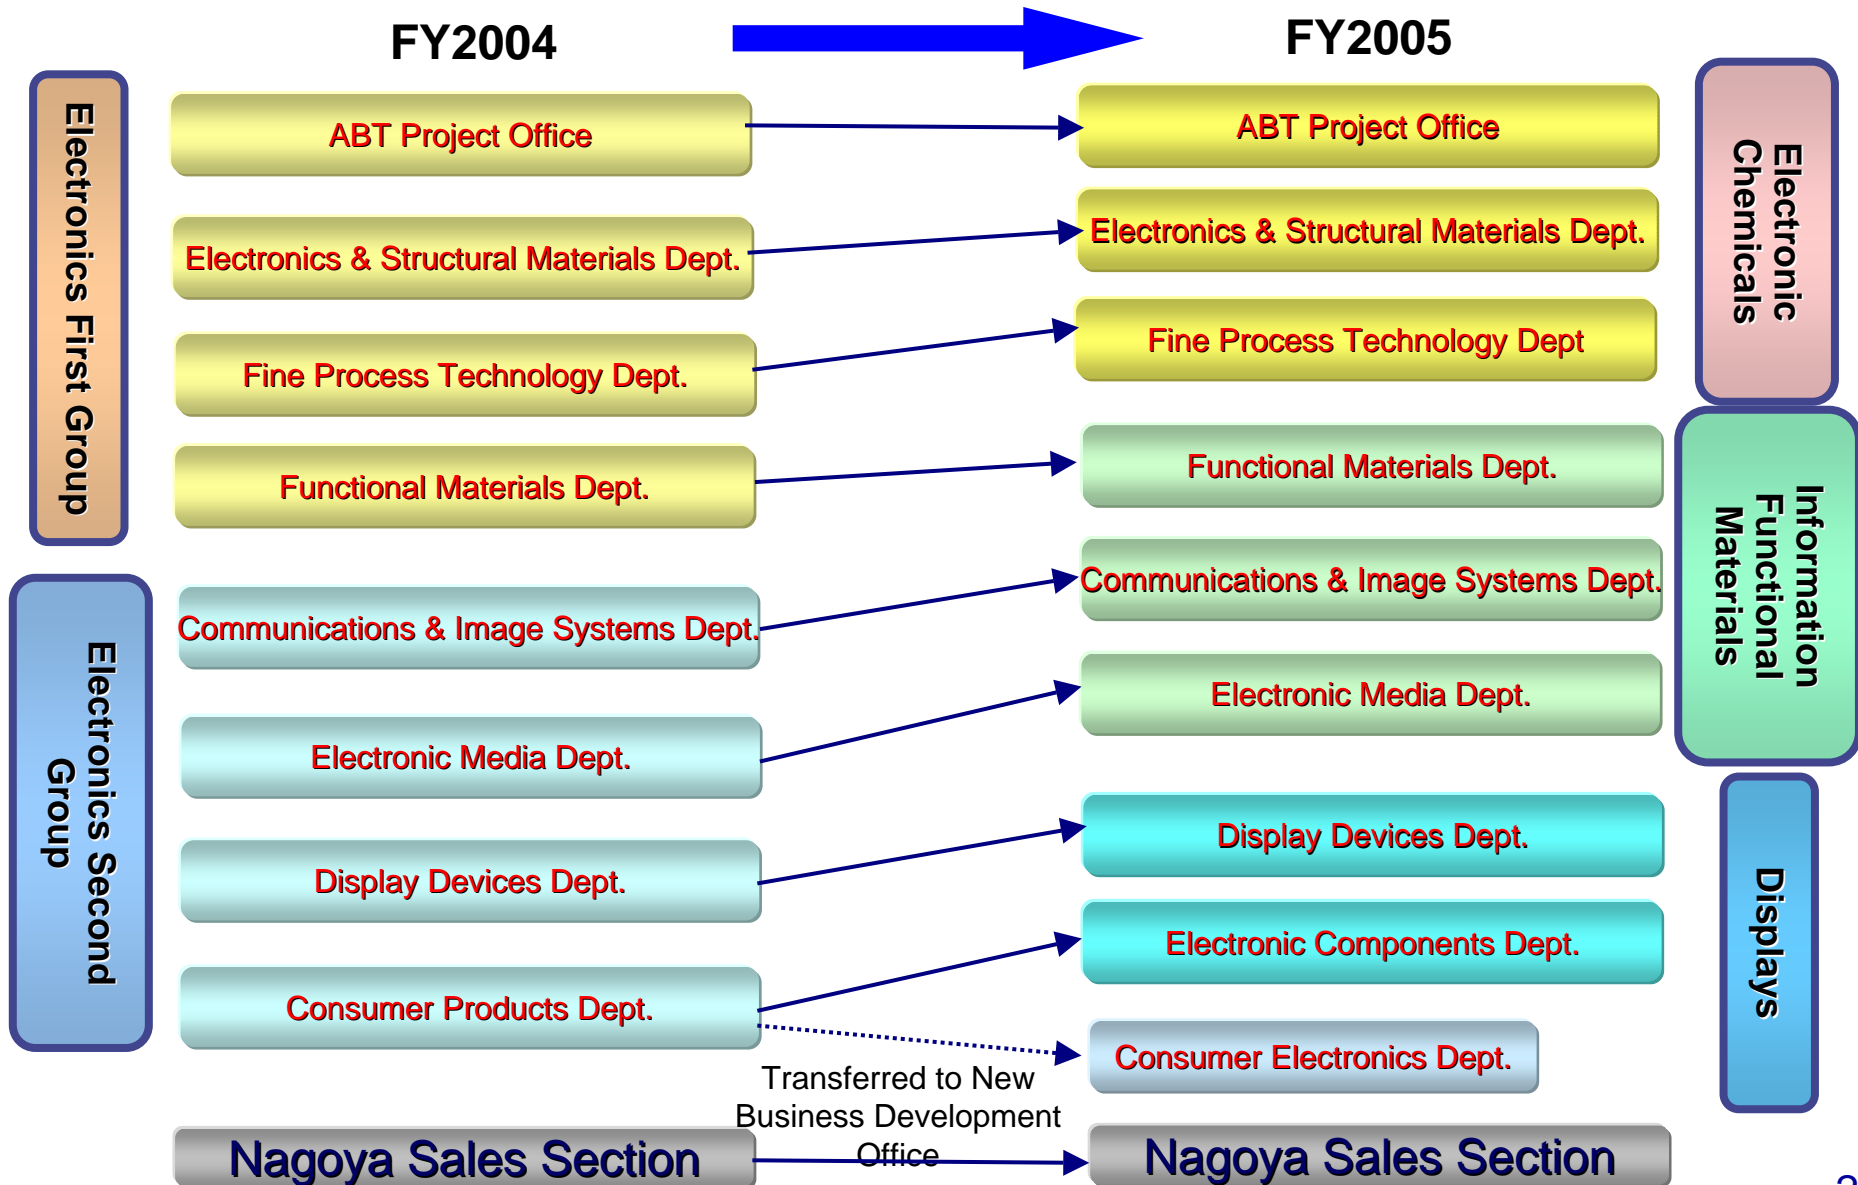 FY2004
FY2005
Electronics First Group
ABT Project Office
Electronics & Structural Materials Dept.
Fine Process Technology Dept.
Functional Materials Dept.
Electronics Second
Group
Communications & Image Systems Dept.
Electronic Media Dept.
Display Devices Dept.
Consumer Products Dept.
Nagoya Sales Section
Transferred to New
Business Development
Office
ABT Project Office
Electronics & Structural Materials Dept.
Fine Process Technology Dept
Electronic
Chemicals
Functional Materials Dept.
Communications & Image Systems Dept.
Electronic Media Dept.
Information
Functional
Materials
Display Devices Dept.
Electronic Components Dept.
Consumer Electronics Dept.
Displays
Nagoya Sales Section